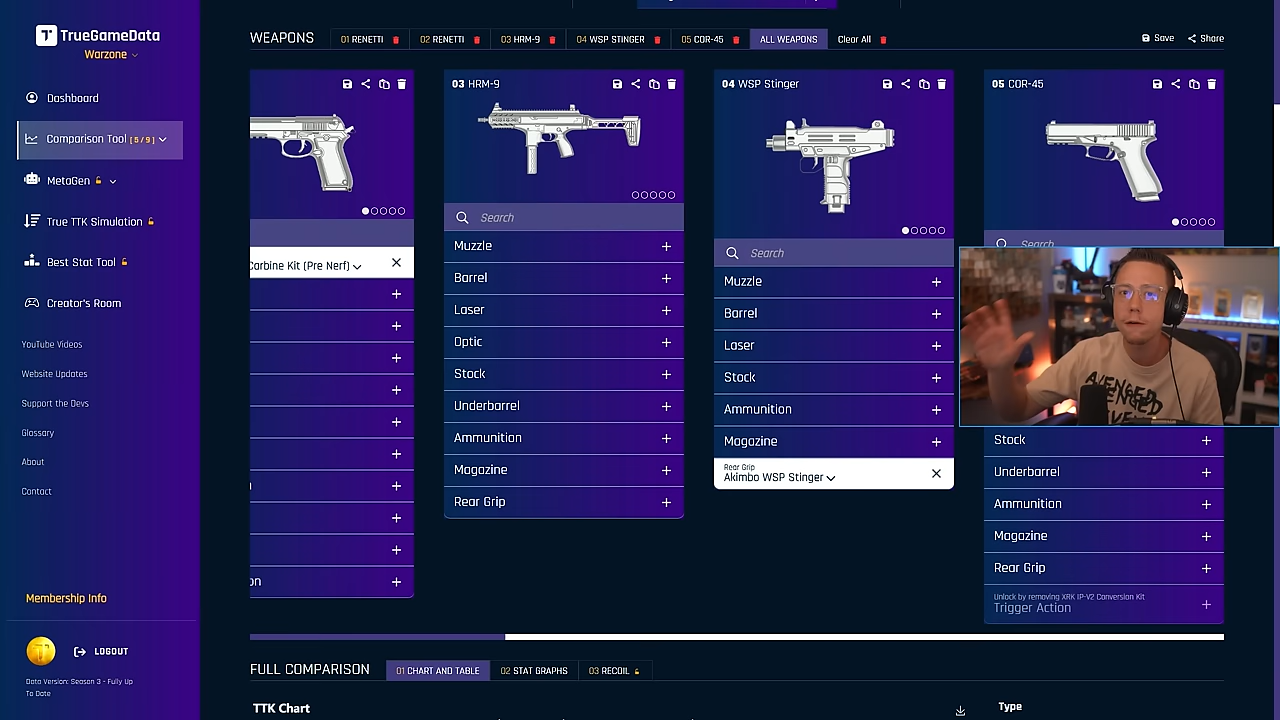 TrueGameData
Warzone
Dashboard
Comparison Tool [5/9]
MetaGen
True TTK Simulation
Best Stat Tool
Creator's Room
YouTube Videos
Website Updates
Support the Devs
Glossary
About
Contact
Membership Info
LOGOUT
Data Version: Season 3 - Fully Up
To Date
WEAPONS
01 RENETTI
02 RENETTI
03 HRM-9
04 WSP STINGER
05 COR-45
ALL WEAPONS
Clear All
Save
Share
Carbine Kit (Pre Nerf)
on
03 HRM-9
Search
Muzzle
Barrel
Laser
Optic
Stock
Underbarrel
Ammunition
Magazine
Rear Grip
04 WSP Stinger
Search
Muzzle
Barrel
Laser
Stock
Ammunition
Magazine
Rear Grip
Akimbo WSP Stinger
05 COR-45
Search
AVENGED
Stock
Underbarrel
Ammunition
Magazine
Rear Grip
Unlock by removing XRK IP-V2 Conversion Kit
Trigger Action
FULL COMPARISON
01 CHART AND TABLE
02 STAT GRAPHS
03 RECOIL
TTK Chart
Type